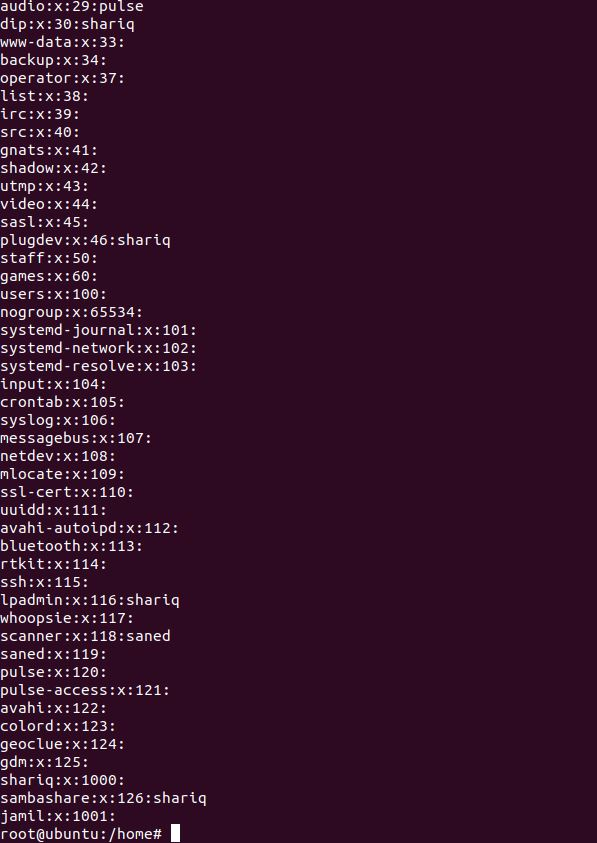 audio:x:29:pulse
dip:x:30:shariq
www-data:x:33:
backup:x:34:
operator:x:37:
list:x:38:
irc:x:39:
src:x:40:
gnats:x:41:
shadow:x:42:
utmp:x:43:
video:x:44:
sasl:x:45:
plugdev:x:46:shariq
staff:x:50:
games:x:60:
users:x:100:
nogroup:x:65534:
systemd-journal:x:101:
systemd-network:x:102:
systemd-resolve:x:103:
input:x:104:
crontab:x:105:
syslog:x:106:
messagebus:x:107:
netdev:x:108:
mlocate:x:109:
ssl-cert:x:110:
uuidd:x:111:
avahi-autoipd:x:112:
bluetooth:x:113:
rtkit:x:114:
ssh:x:115:
lpadmin:x:116:shariq
whoopsie:x:117:
scanner:x:118:saned
saned:x:119:
pulse:x:120:
pulse-access:x:121:
avahi:x:122:
colord:x:123:
geoclue:x:124:
gdm:x:125:
shariq:x:1000:
sambashare:x:126:shariq
jamil:x:1001:
root@ubuntu:/home#